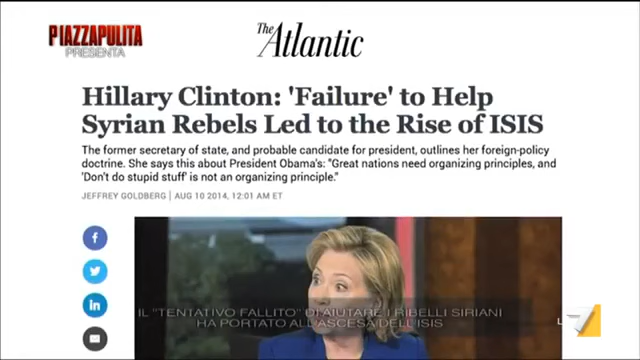 PIAZZAPULITA
PRESENTA
The
Atlantic
Hillary Clinton: 'Failure' to Help
Syrian Rebels Led to the Rise of ISIS
The former secretary of state, and probable candidate for president, outlines her foreign-policy
doctrine. She says this about President Obama's: "Great nations need organizing principles, and
'Don't do stupid stuff' is not an organizing principle."
JEFFREY GOLDBERG | AUG 10 2014, 12:01 AM ET
f
in
IL "TENTATIVO FALLITO" DI AIUTARE I RIBELLI SIRIANI
HA PORTATO ALL'ASCESA DELL'ISIS